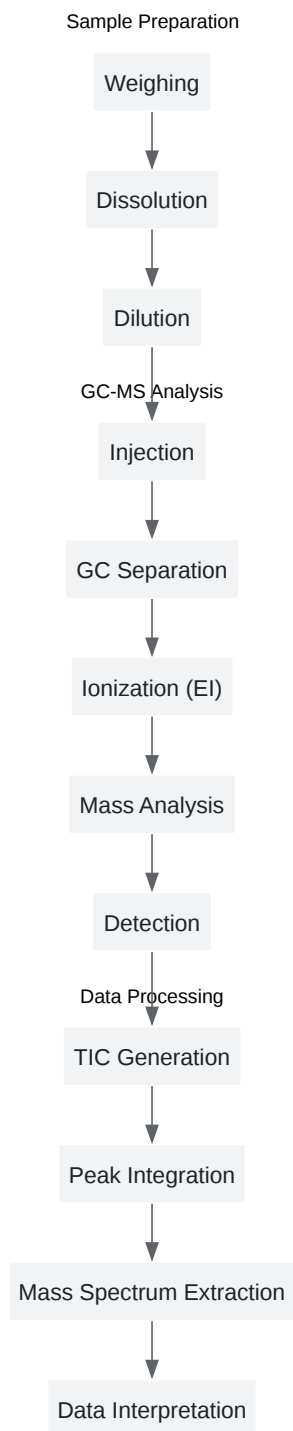 Sample Preparation
Weighing
Dissolution
Dilution
GC-MS Analysis
Injection
GC Separation
Ionization (EI)
Mass Analysis
Detection
Data Processing
TIC Generation
Peak Integration
Mass Spectrum Extraction
Data Interpretation